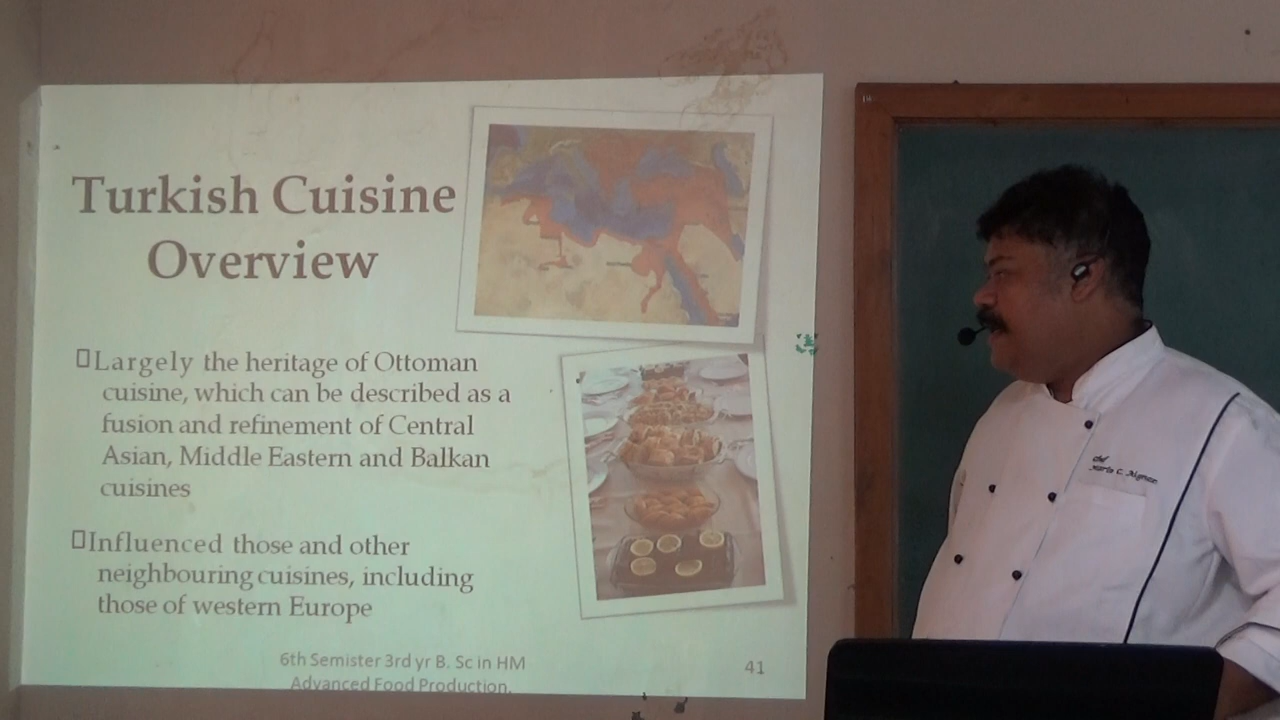 Turkish Cuisine
Overview
Largely the heritage of Ottoman
cuisine, which can be described as a
fusion and refinement of Central
Asian, Middle Eastern and Balkan
cuisines
Influenced those and other
neighbouring cuisines, including
those of western Europe
6th Semister 3rd yr B. Sc in HM
Advanced Food Production.
41
chef